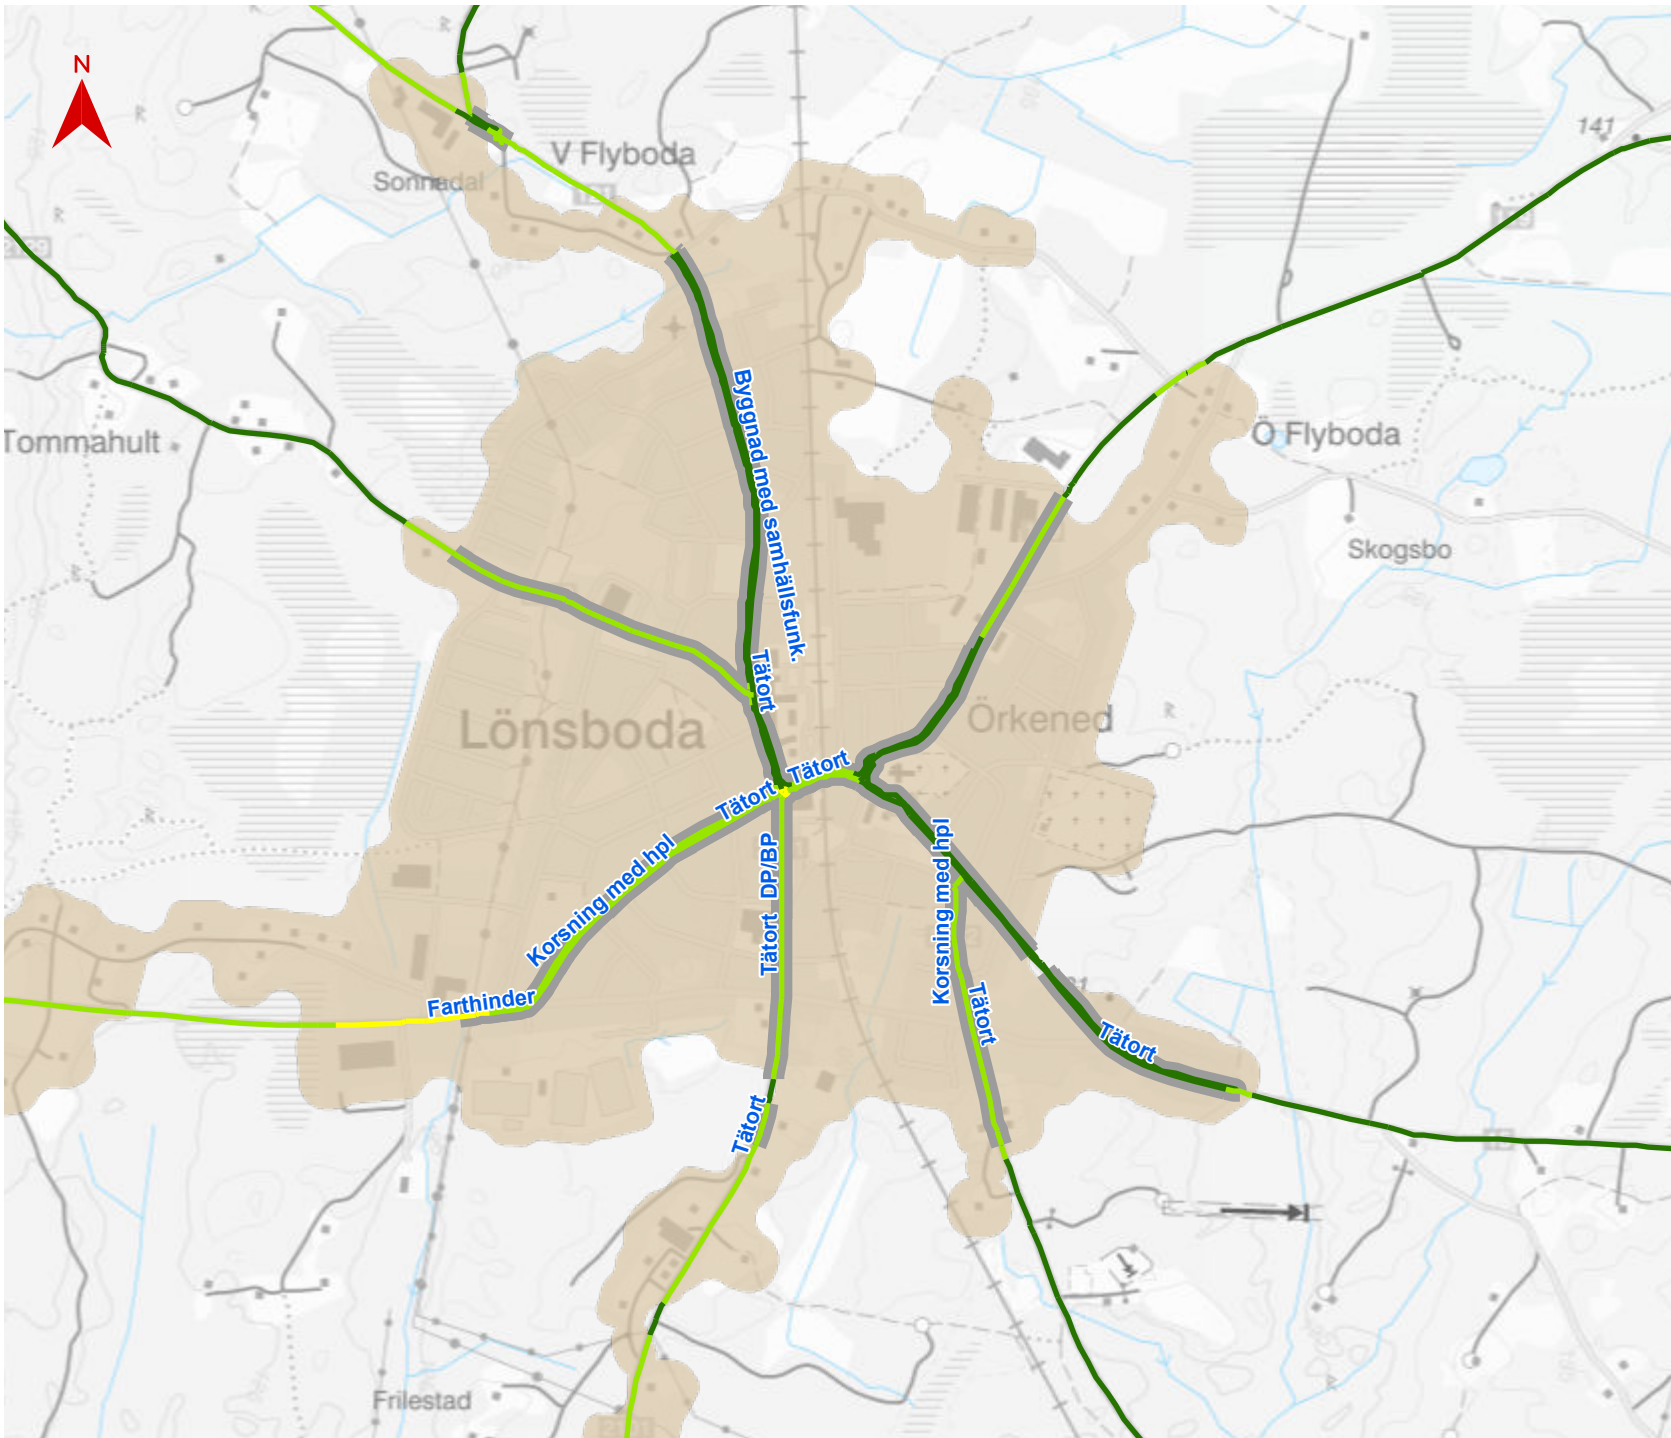 N
141
V Flyboda
Sonnedal
Byggnad med samhällsfunk.
Tommahult
Ö Flyboda
Skogsbo
Tätort
Lönsboda
Örkened
Tätort
Tätort
Korsning med hpl
Tätort DP/BP
Korsning med hpl
Farthinder
Tätort
Tätort
Tätort
Frilestad